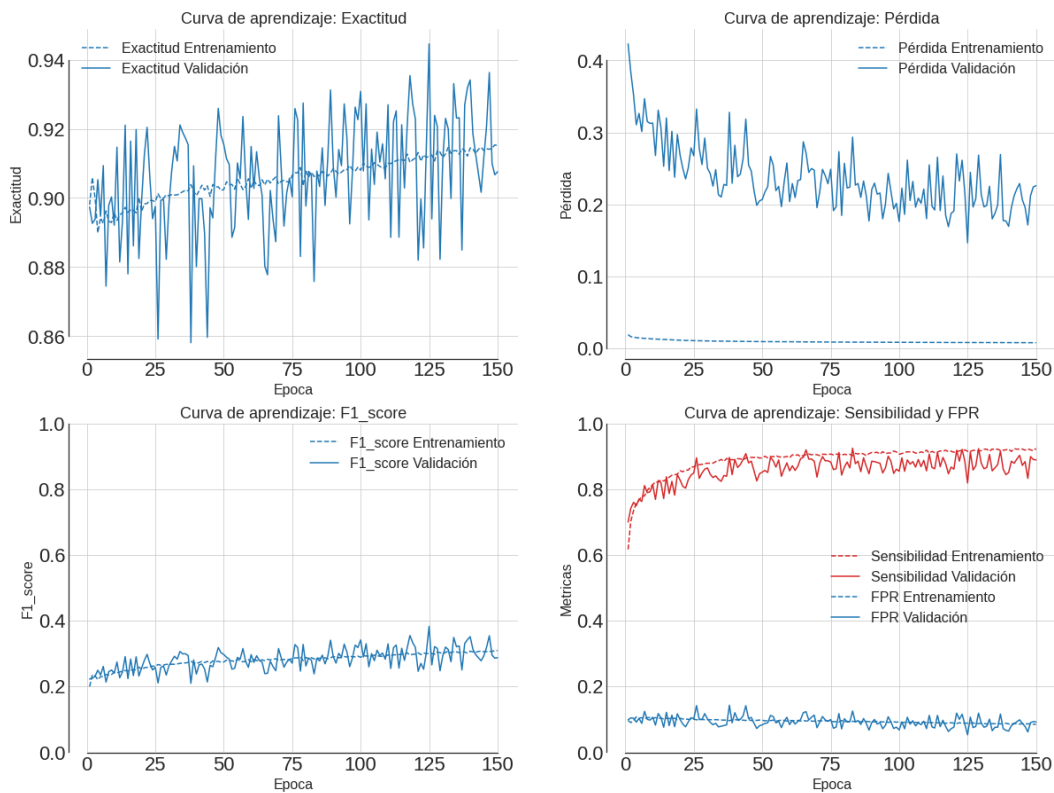 Curva de aprendizaje: Exactitud
Exactitud Entrenamiento
Exactitud Validación
Exactitud
0.94
0.92
0.90
0.88
0.86
0 25 50 75 100 125 150
Epoca
Curva de aprendizaje: Pérdida
Pérdida Entrenamiento
Pérdida Validación
Pérdida
0.4
0.3
0.2
0.1
0.0
0 25 50 75 100 125 150
Epoca
Curva de aprendizaje: F1_score
F1_score Entrenamiento
F1_score Validación
F1_score
1.0
0.8
0.6
0.4
0.2
0.0
0 25 50 75 100 125 150
Epoca
Curva de aprendizaje: Sensibilidad y FPR
Sensibilidad Entrenamiento
Sensibilidad Validación
FPR Entrenamiento
FPR Validación
Metricas
1.0
0.8
0.6
0.4
0.2
0.0
0 25 50 75 100 125 150
Epoca